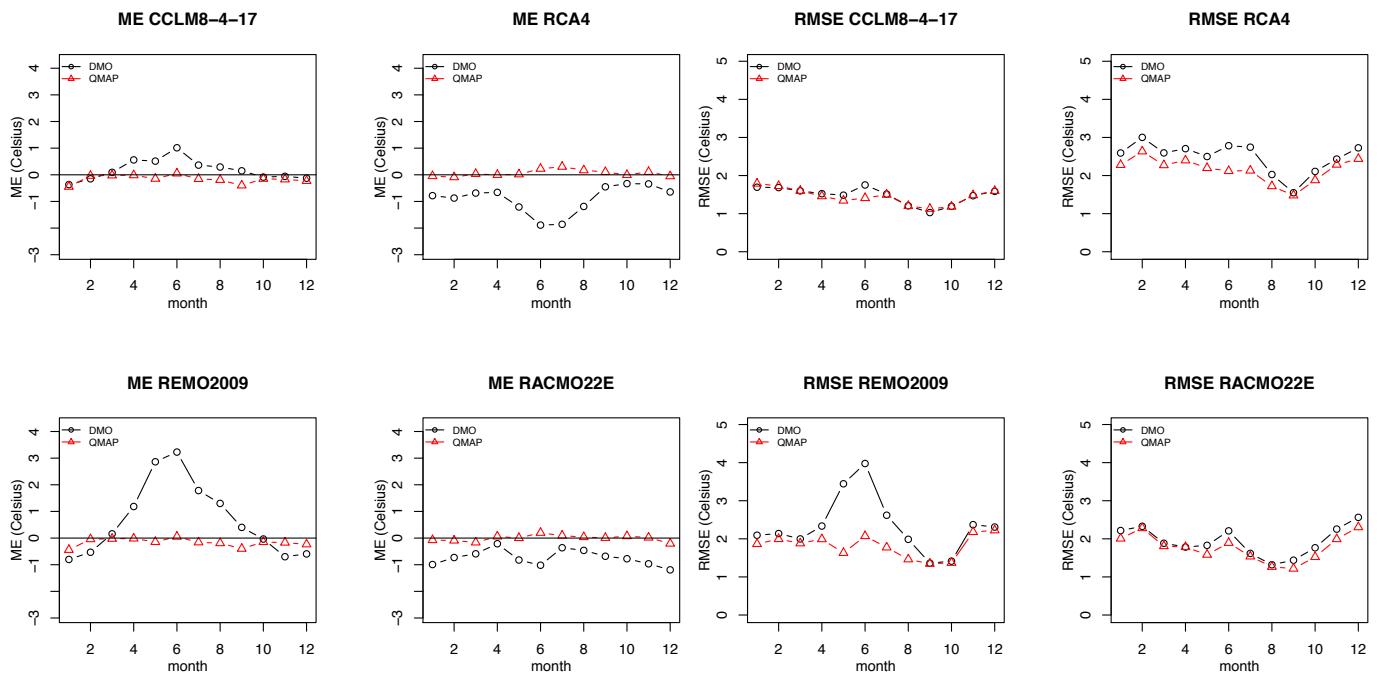 ME CCLM8−4−17
ME RCA4
RMSE CCLM8−4−17
RMSE RCA4
ME (Celsius)
4
3
2
1
0
−1
−3
DMO
QMAP
2 4 6 8 10 12
month
ME (Celsius)
4
3
2
1
0
−1
−3
DMO
QMAP
2 4 6 8 10 12
month
RMSE (Celsius)
5
4
3
2
1
0
DMO
QMAP
2 4 6 8 10 12
month
RMSE (Celsius)
5
4
3
2
1
0
DMO
QMAP
2 4 6 8 10 12
month
ME REMO2009
ME RACMO22E
RMSE REMO2009
RMSE RACMO22E
ME (Celsius)
4
3
2
1
0
−1
−3
DMO
QMAP
2 4 6 8 10 12
month
ME (Celsius)
4
3
2
1
0
−1
−3
DMO
QMAP
2 4 6 8 10 12
month
RMSE (Celsius)
5
4
3
2
1
0
DMO
QMAP
2 4 6 8 10 12
month
RMSE (Celsius)
5
4
3
2
1
0
DMO
QMAP
2 4 6 8 10 12
month